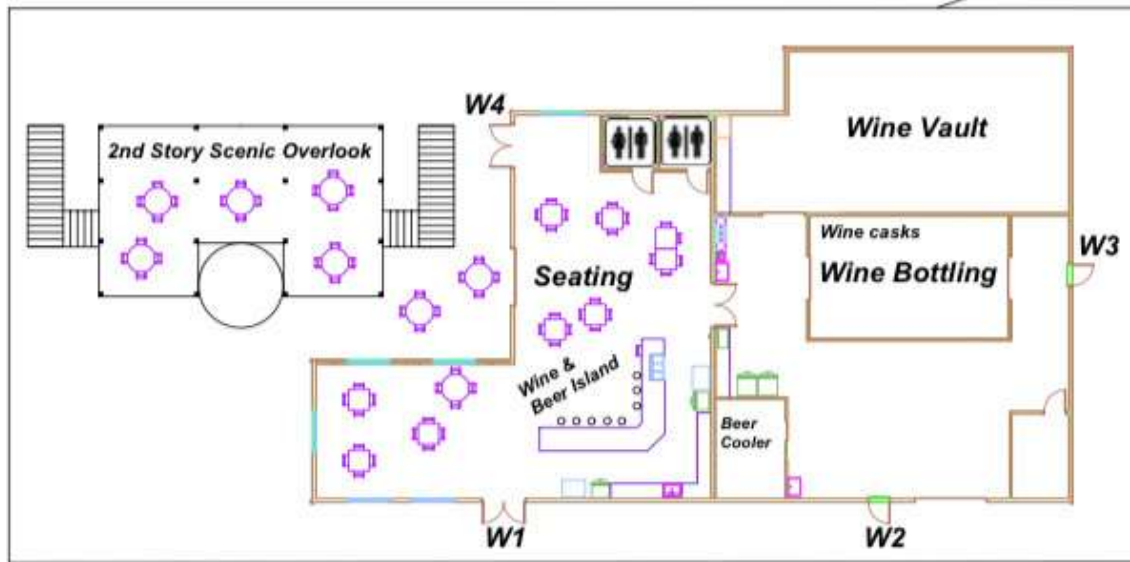 W4
2nd Story Scenic Overlook
Wine Vault
Wine casks
Wine Bottling
W3
Seating
Wine &
Beer Island
Beer
Cooler
W1
W2